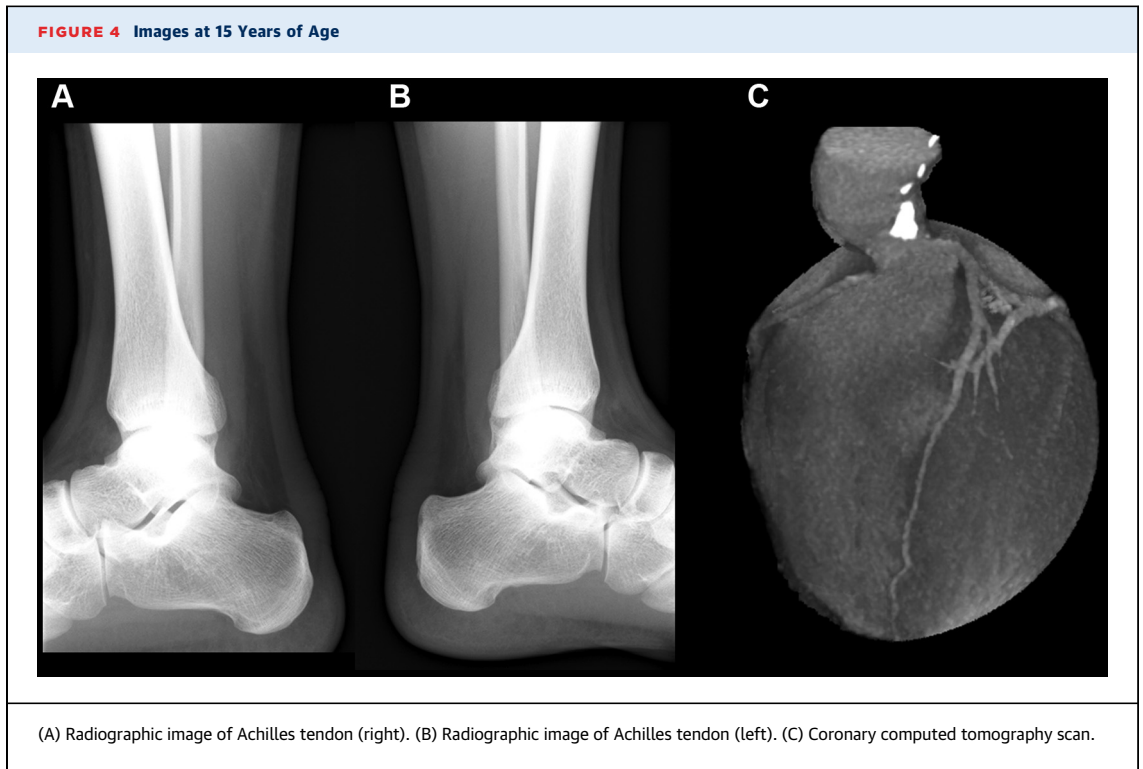 FIGURE 4 Images at 15 Years of Age
A B C
(A) Radiographic image of Achilles tendon (right). (B) Radiographic image of Achilles tendon (left). (C) Coronary computed tomography scan.